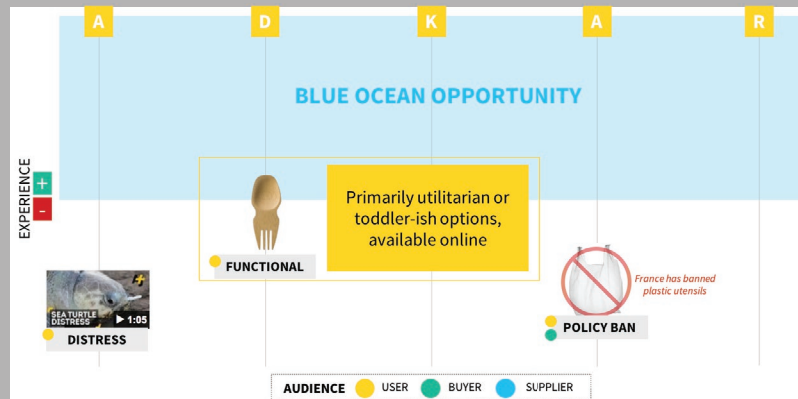 A D K A R
BLUE OCEAN OPPORTUNITY
EXPERIENCE
+
-
Primarily utilitarian or
toddler-ish options,
available online
FUNCTIONAL
SEA TURTLE
DISTRESS
1:05
DISTRESS
France has banned
plastic utensils
POLICY BAN
AUDIENCE USER BUYER SUPPLIER